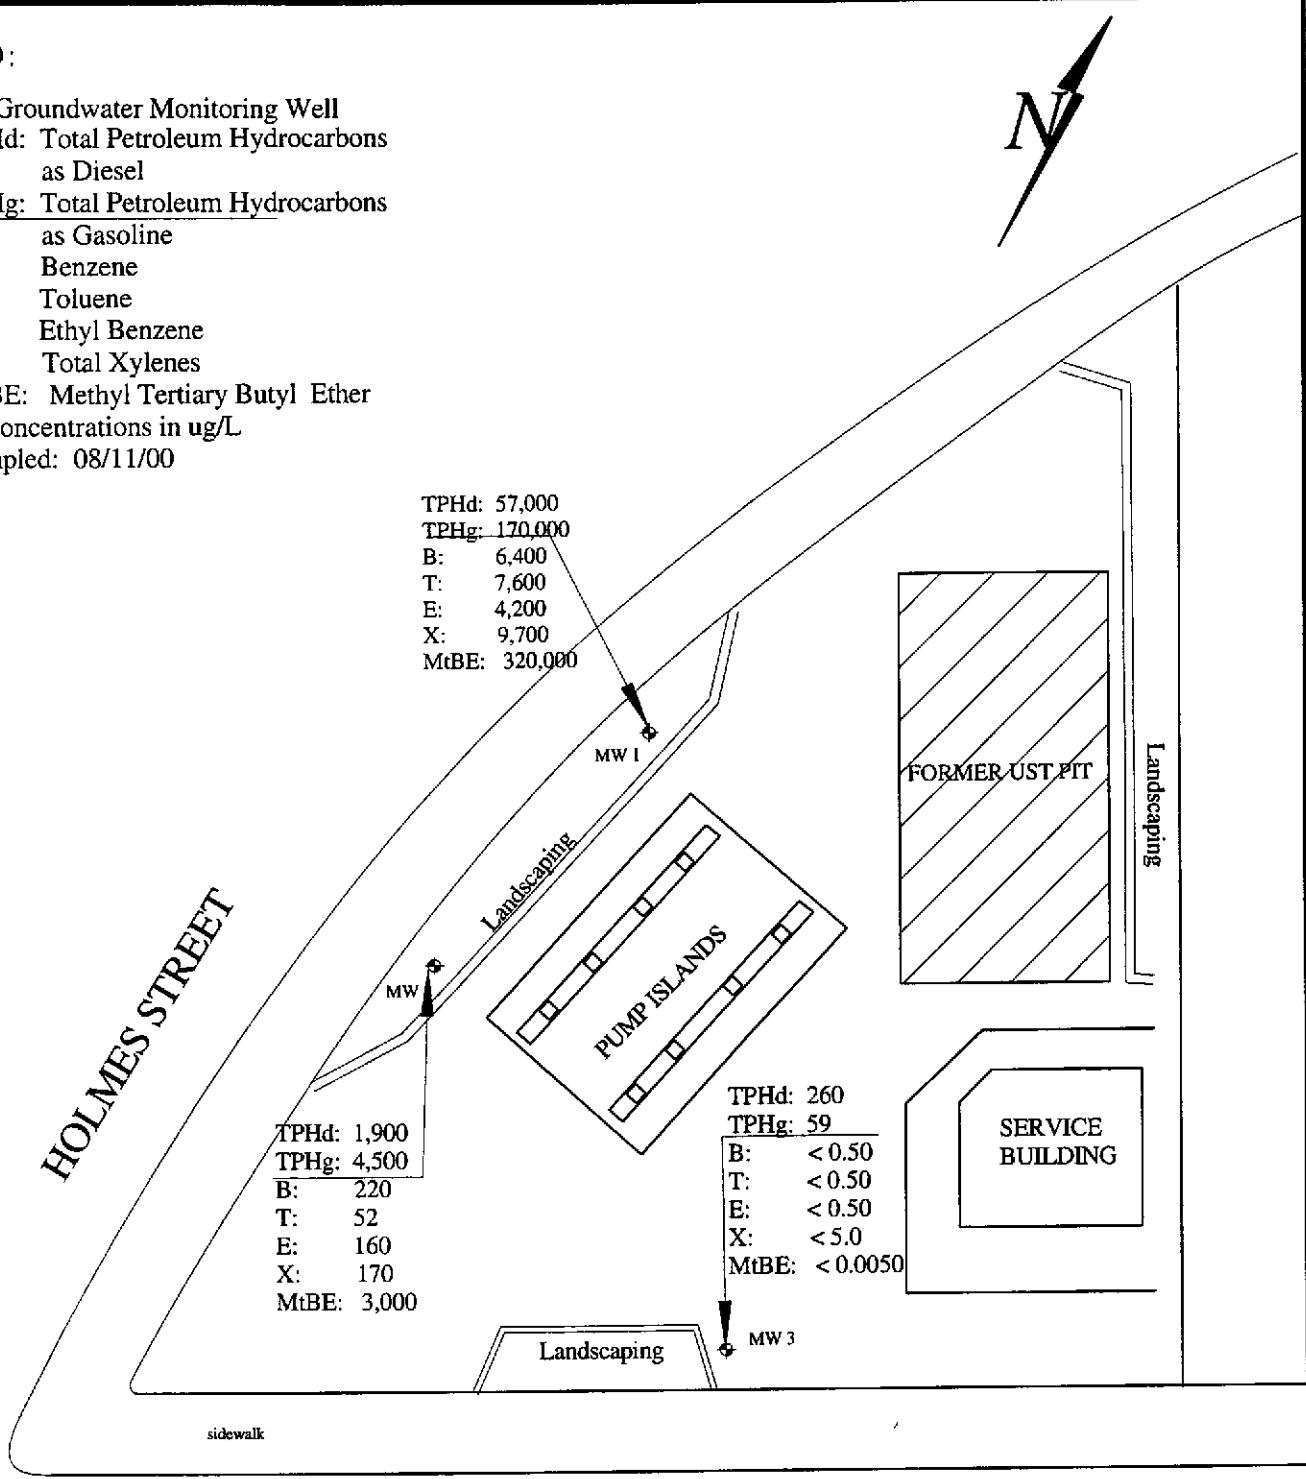 :
Groundwater Monitoring Well
Hd: Total Petroleum Hydrocarbons
as Diesel
Hg: Total Petroleum Hydrocarbons
as Gasoline
Benzene
Toluene
Ethyl Benzene
Total Xylenes
BE: Methyl Tertiary Butyl Ether
oncentrations in ug/L
pled: 08/11/00
N
TPHd: 57,000
TPHg: 170,000
B: 6,400
T: 7,600
E: 4,200
X: 9,700
MtBE: 320,000
MW 1
FORMER UST PIT
Landscaping
Landscaping
MW
PUMP ISLANDS
HOLMES STREET
TPHd: 1,900
TPHg: 4,500
B: 220
T: 52
E: 160
X: 170
MtBE: 3,000
TPHd: 260
TPHg: 59
B: < 0.50
T: < 0.50
E: < 0.50
X: < 5.0
MtBE: < 0.0050
SERVICE
BUILDING
MW 3
Landscaping
sidewalk